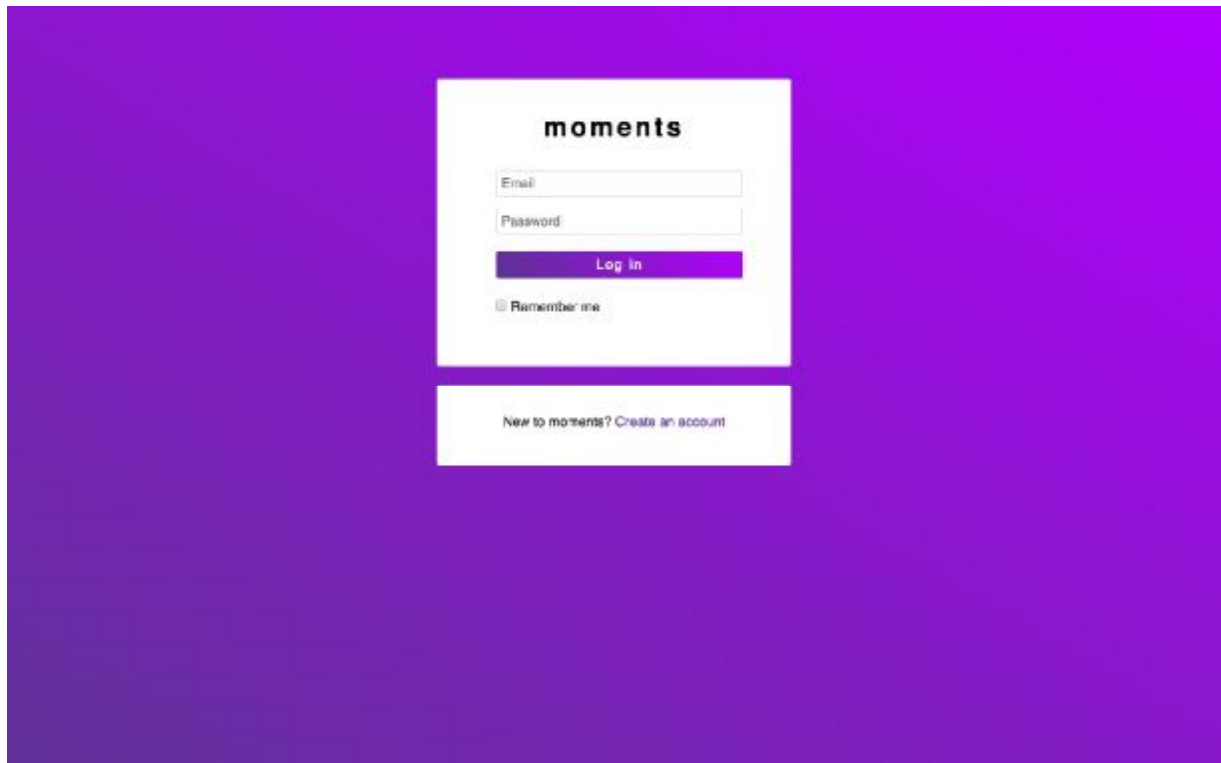 moments
Email
Password
Log in
Remember me
New to moments? Create an account